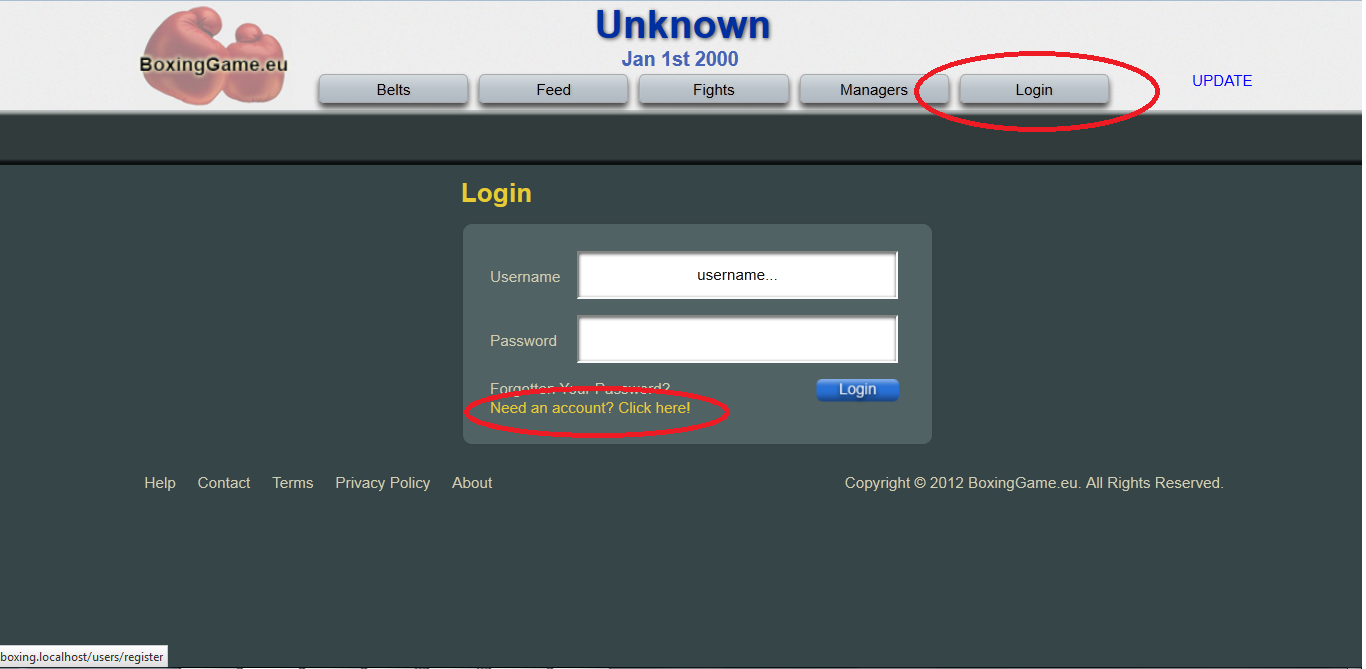 BoxingGame.eu
Unknown
Jan 1st 2000
Belts
Feed
Fights
Managers
Login
UPDATE
Login
Username
username...
Password
Forgotten Your Password?
Login
Need an account? Click here!
Help
Contact
Terms
Privacy Policy
About
Copyright © 2012 BoxingGame.eu. All Rights Reserved.
boxing.localhost/users/register